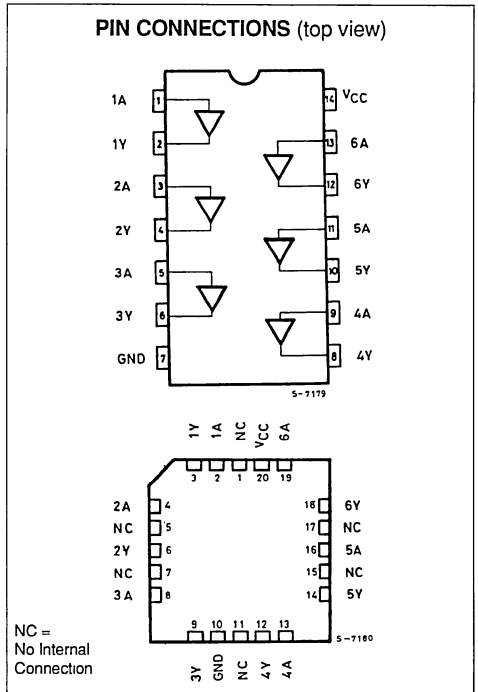 PIN CONNECTIONS (top view)
1A 1 14 VCC
1Y 2 13 6A
2A 3 12 6Y
2Y 4 11 5A
3A 5 10 5Y
3Y 6 9 4A
GND 7 8 4Y
S-7179
1Y 1A NC VCC 6A
3 2 1 20 19
2A 4 18 6Y
NC 5 17 NC
2Y 6 16 5A
NC 7 15 NC
3A 8 14 5Y
9 10 11 12 13
S-7180
3Y GND NC 4Y 4A
NC =
No Internal
Connection